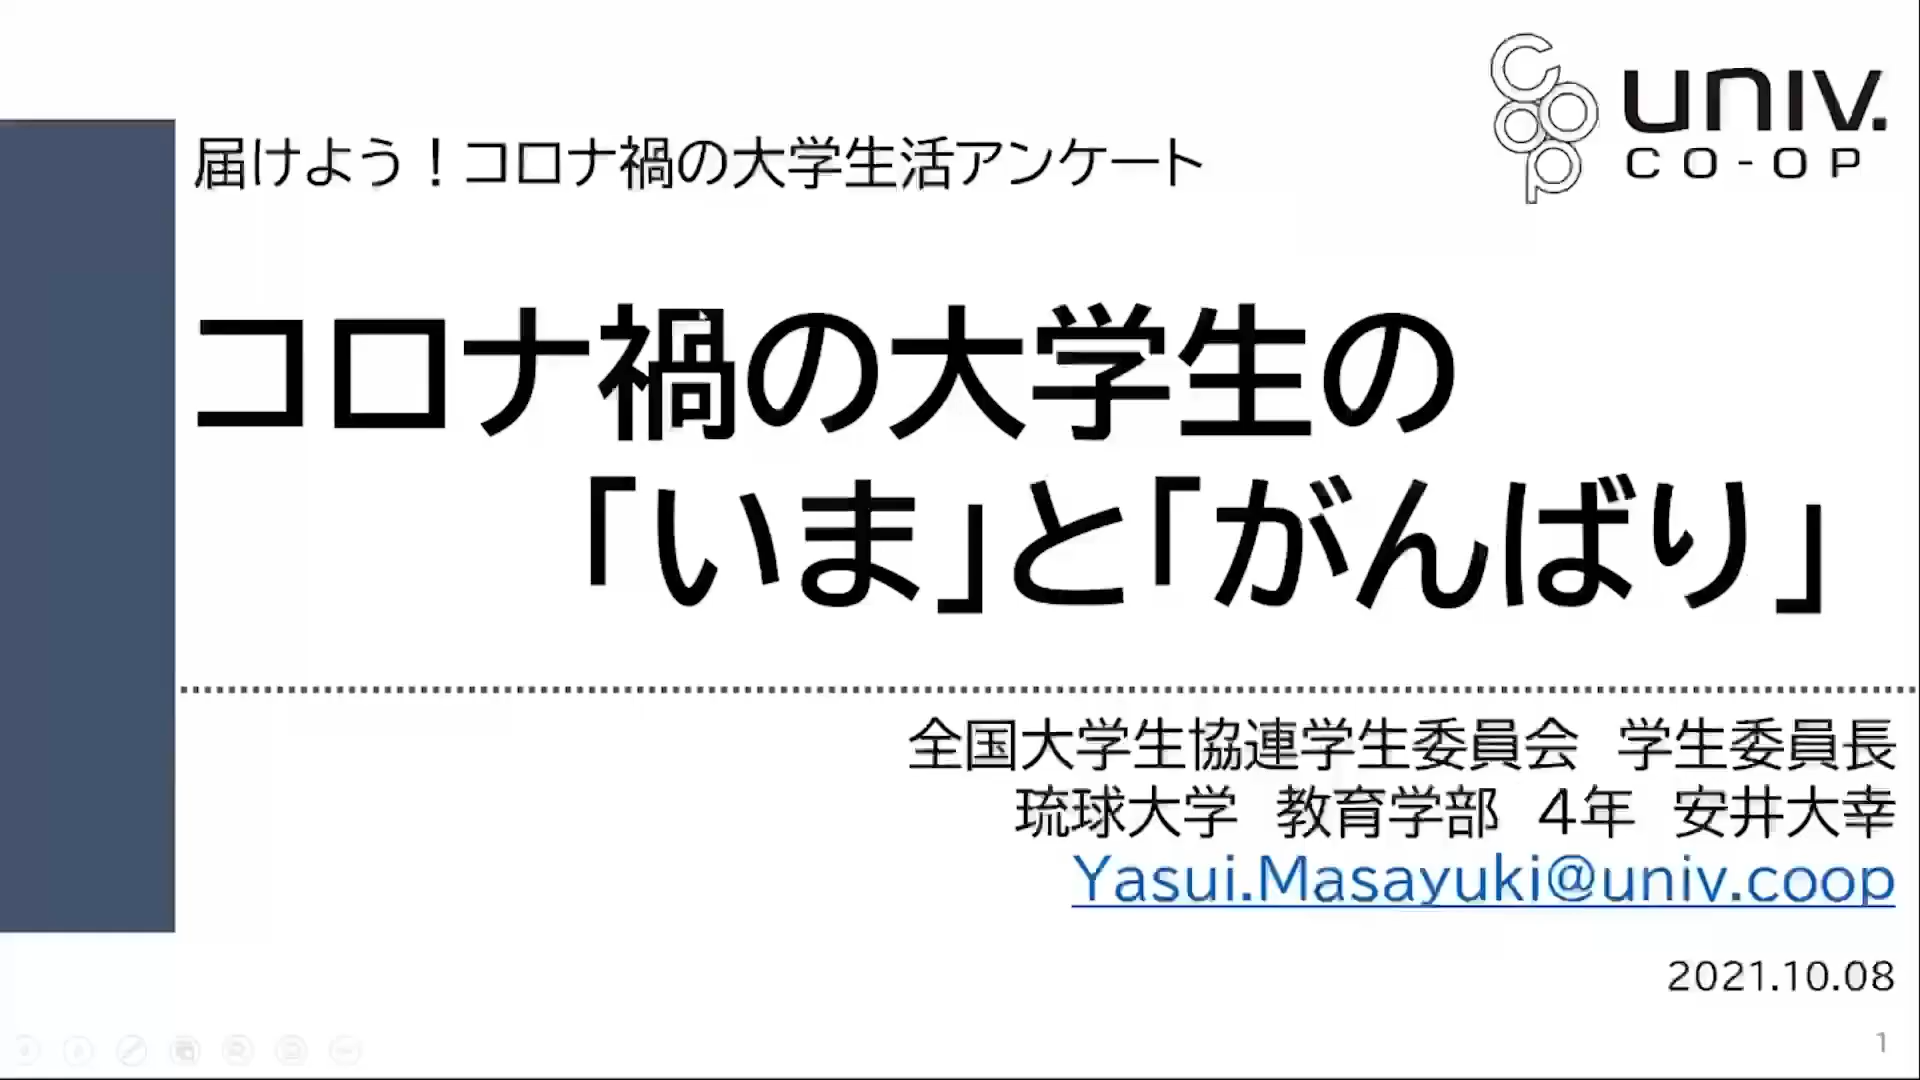 coop univ.
CO-OP
届けよう！コロナ禍の大学生活アンケート
コロナ禍の大学生の
「いま」と「がんばり」
全国大学生協連学生委員会　学生委員長
琉球大学　教育学部　4年　安井大幸
Yasui.Masayuki@univ.coop
2021.10.08
1